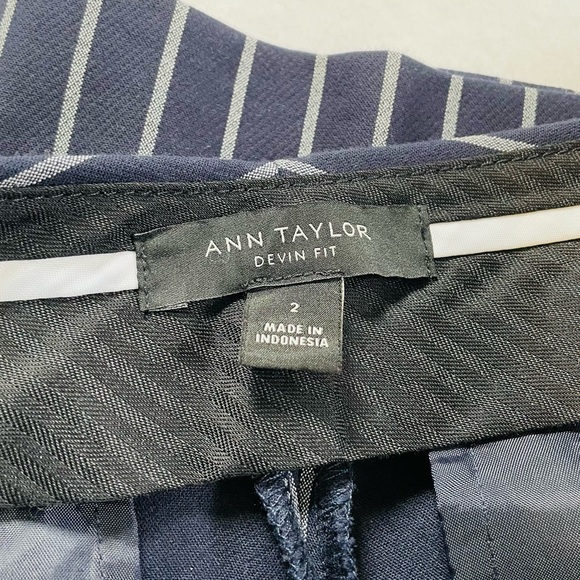 ANN TAYLOR
DEVIN FIT
2
MADE IN
INDONESIA